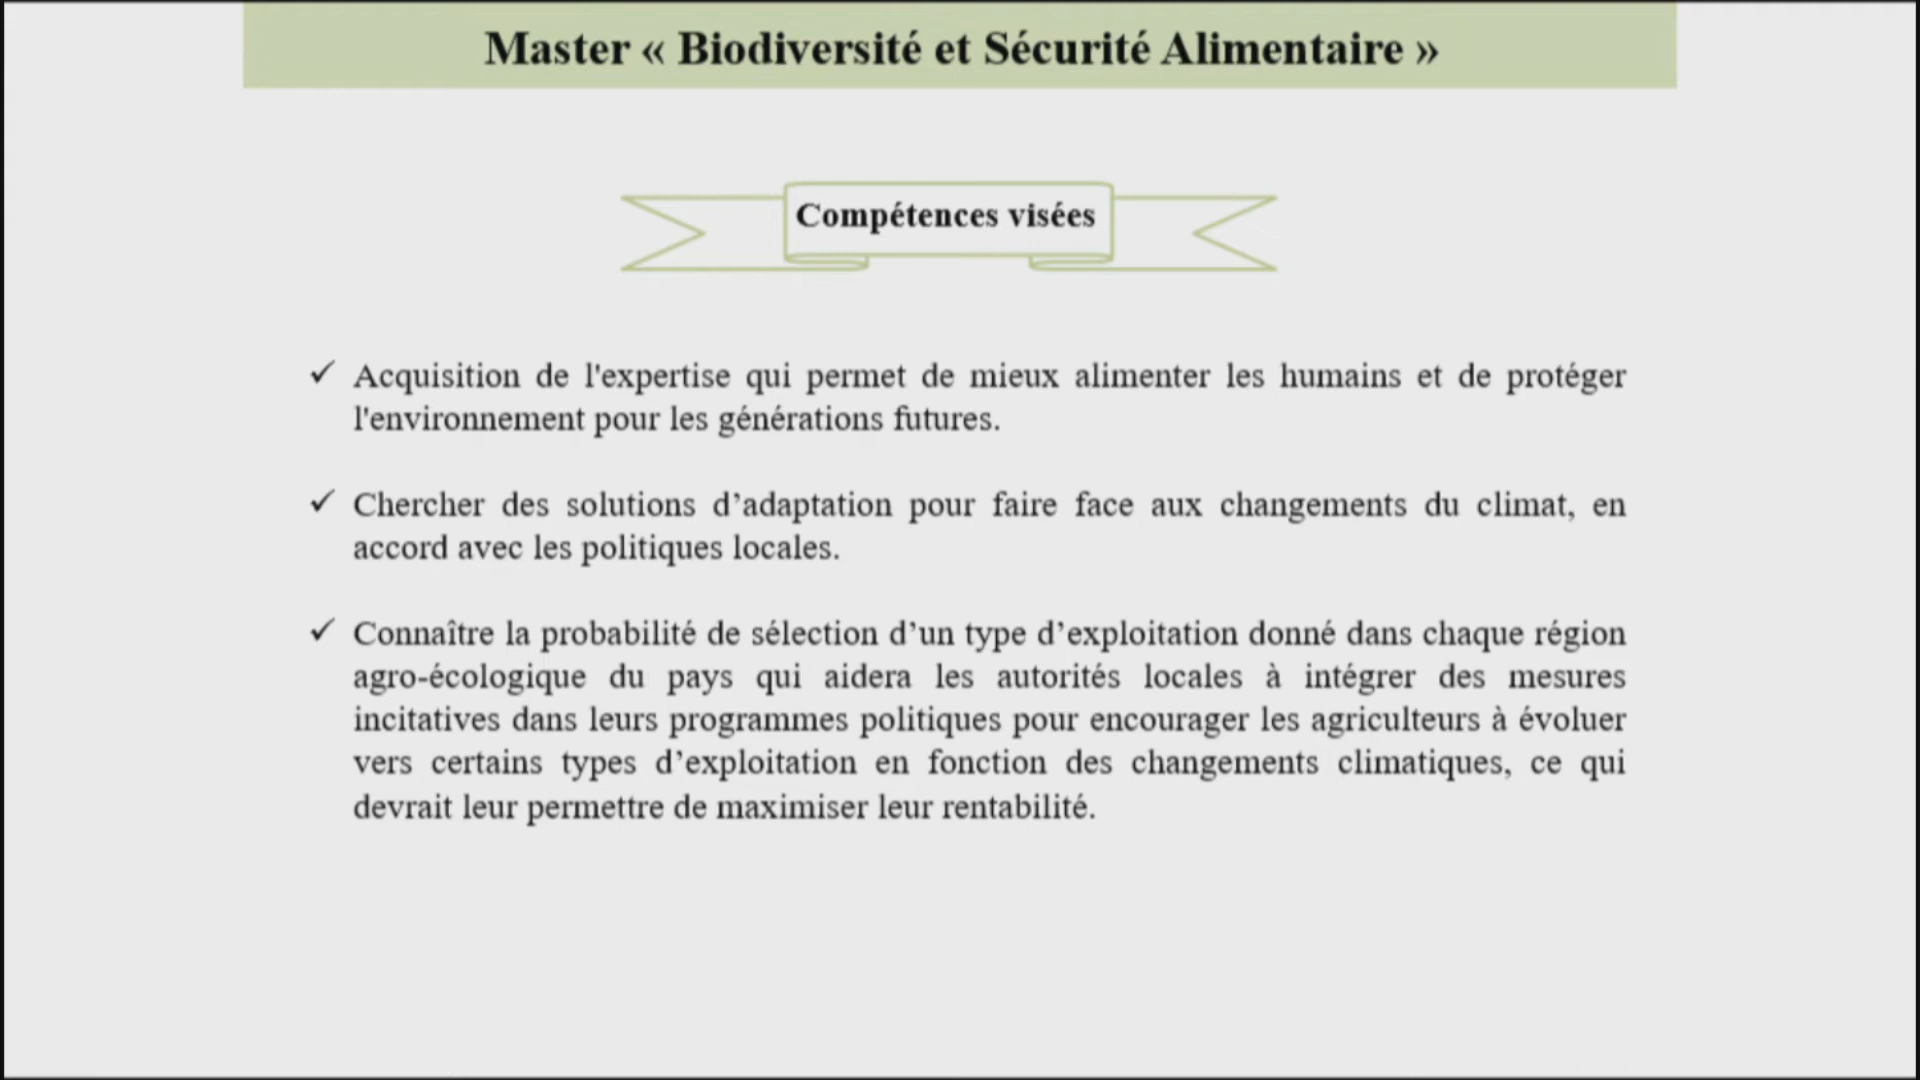 Master « Biodiversité et Sécurité Alimentaire »
Compétences visées
✓ Acquisition de l'expertise qui permet de mieux alimenter les humains et de protéger
l'environnement pour les générations futures.
✓ Chercher des solutions d’adaptation pour faire face aux changements du climat, en
accord avec les politiques locales.
✓ Connaître la probabilité de sélection d’un type d’exploitation donné dans chaque région
agro-écologique du pays qui aidera les autorités locales à intégrer des mesures
incitatives dans leurs programmes politiques pour encourager les agriculteurs à évoluer
vers certains types d’exploitation en fonction des changements climatiques, ce qui
devrait leur permettre de maximiser leur rentabilité.